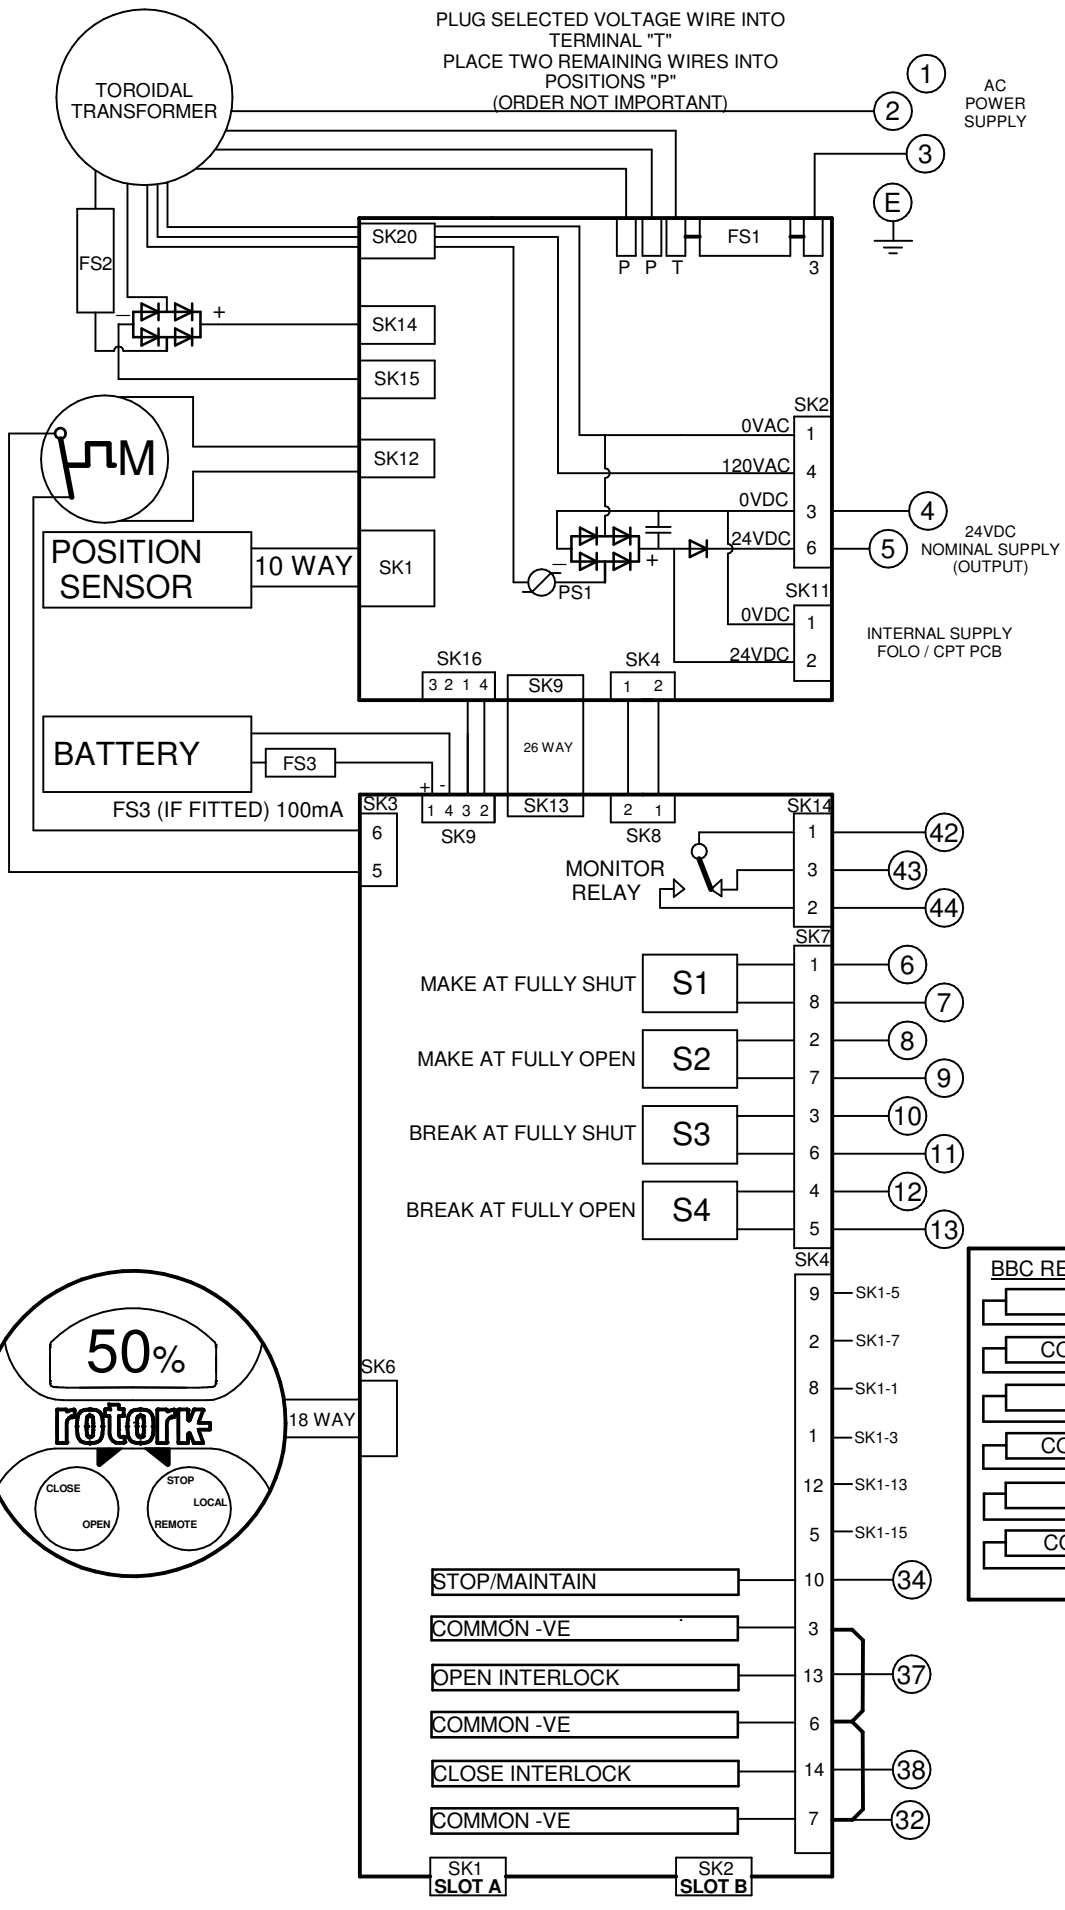 PLUG SELECTED VOLTAGE WIRE INTO
TERMINAL "T"
PLACE TWO REMAINING WIRES INTO
POSITIONS "P"
(ORDER NOT IMPORTANT)
TOROIDAL
TRANSFORMER
1
2
3
E
AC
POWER
SUPPLY
FS2
SK20
P P T
FS1
3
SK14
– +
SK15
M
SK12
SK2
0VAC 1
120VAC 4
0VDC 3
24VDC 6
4
5
24VDC
NOMINAL SUPPLY
(OUTPUT)
– +
PS1
POSITION
SENSOR
10 WAY
SK1
SK11
0VDC 1
24VDC 2
INTERNAL SUPPLY
FOLO / CPT PCB
SK16
3 2 1 4
SK9
SK4
1 2
BATTERY
FS3
26 WAY
FS3 (IF FITTED) 100mA
+ -
SK3
6
5
1 4 3 2
SK9
SK13
2 1
SK8
SK14
MONITOR
RELAY
1 42
3 43
2 44
SK7
MAKE AT FULLY SHUT S1
1 6
8 7
MAKE AT FULLY OPEN S2
2 8
7 9
BREAK AT FULLY SHUT S3
3 10
6 11
BREAK AT FULLY OPEN S4
4 12
5 13
SK4
9 SK1-5
2 SK1-7
8 SK1-1
1 SK1-3
12 SK1-13
5 SK1-15
BBC RE
CO
CO
CO
50%
rotork
CLOSE
OPEN
STOP
LOCAL
REMOTE
18 WAY
SK6
STOP/MAINTAIN 10 34
COMMON -VE 3
OPEN INTERLOCK 13 37
COMMON -VE 6
CLOSE INTERLOCK 14 38
COMMON -VE 7 32
SK1
SLOT A
SK2
SLOT B